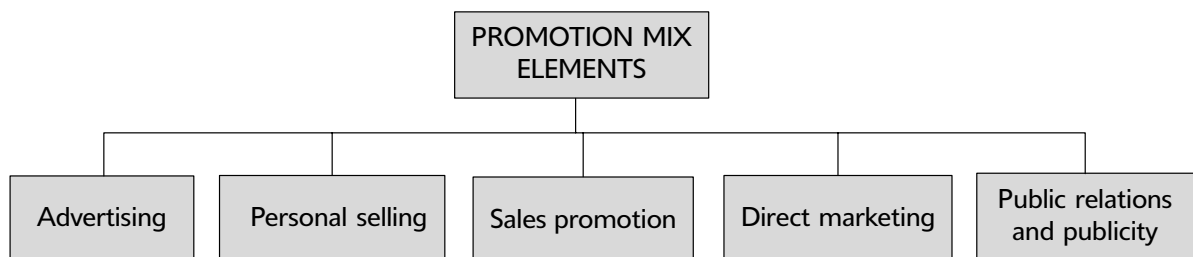 PROMOTION MIX
ELEMENTS
Advertising
Personal selling
Sales promotion
Direct marketing
Public relations
and publicity